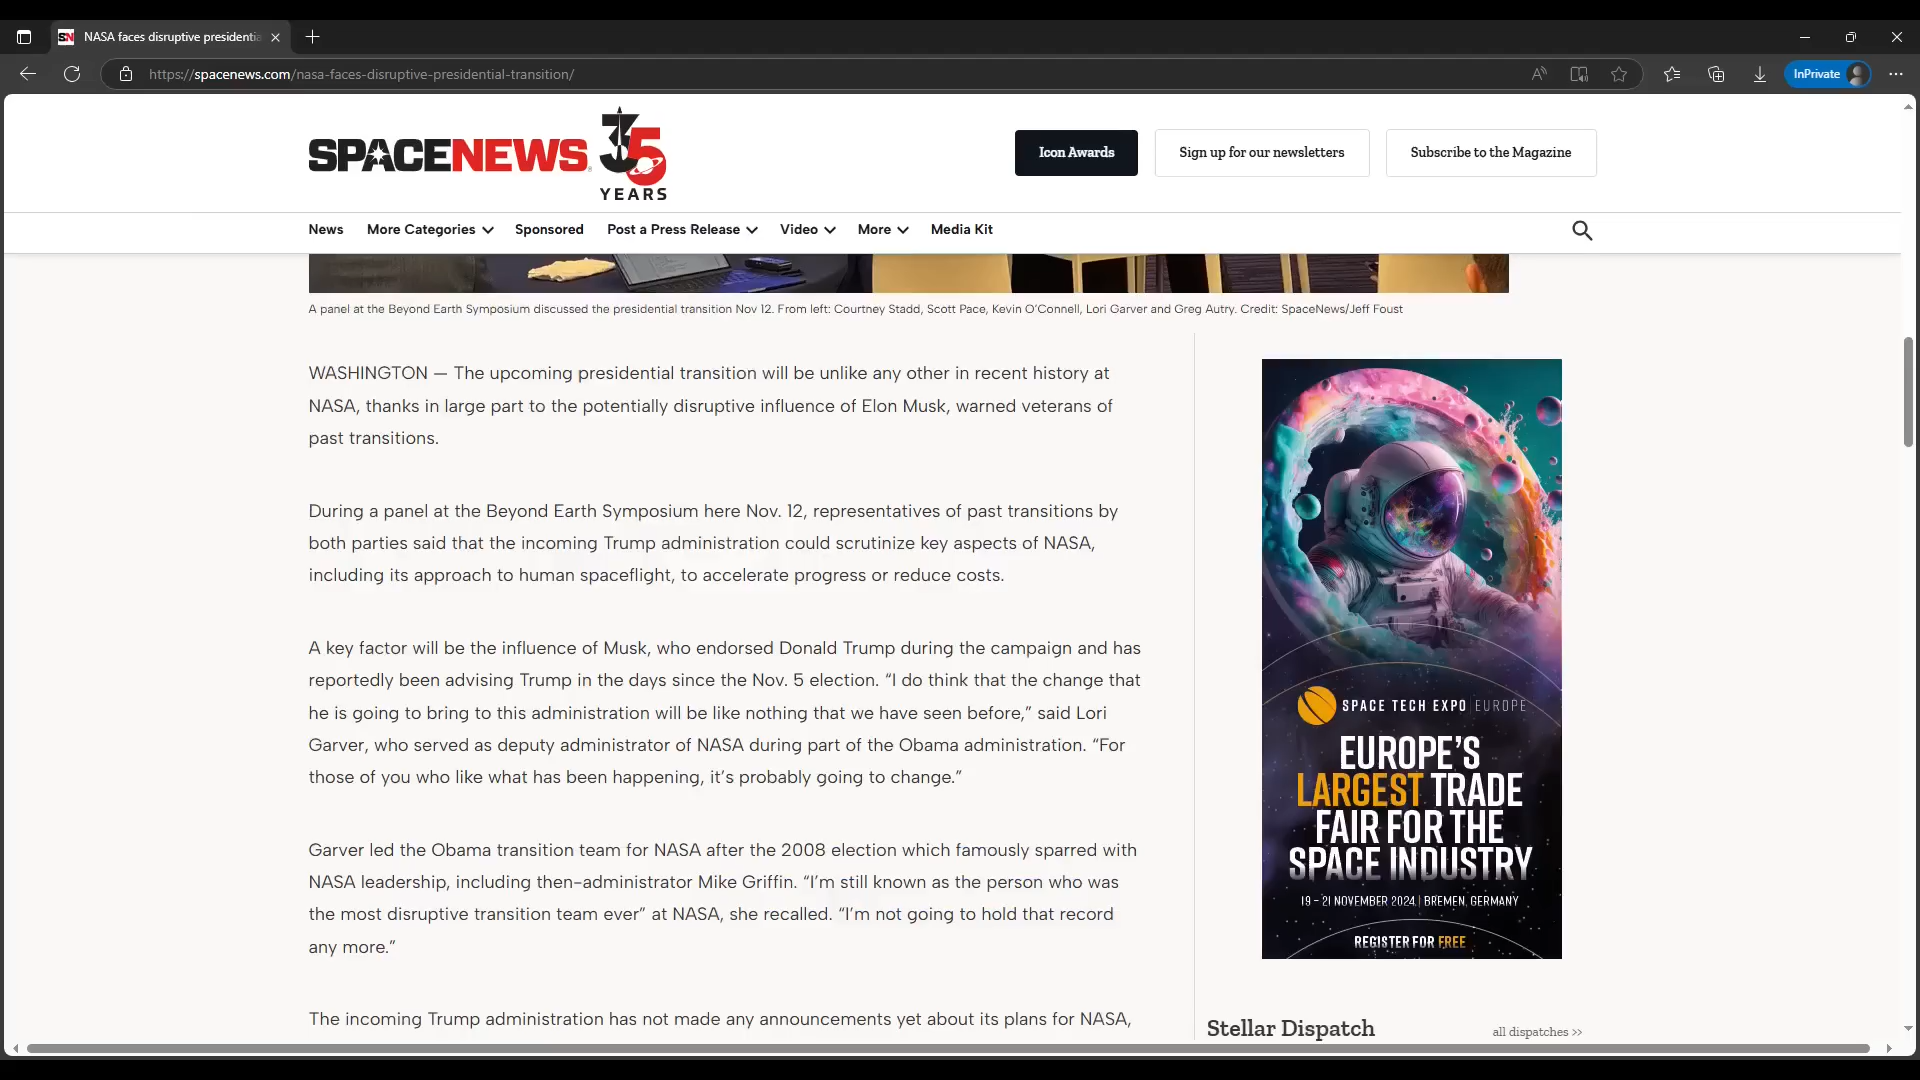 NASA faces disruptive presidentia
https://spacenews.com/nasa-faces-disruptive-presidential-transition/
InPrivate
SPACENEWS
35
YEARS
Icon Awards
Sign up for our newsletters
Subscribe to the Magazine
News
More Categories
Sponsored
Post a Press Release
Video
More
Media Kit
A panel at the Beyond Earth Symposium discussed the presidential transition Nov 12. From left: Courtney Stadd, Scott Pace, Kevin O'Connell, Lori Garver and Greg Autry. Credit: SpaceNews/Jeff Foust
WASHINGTON — The upcoming presidential transition will be unlike any other in recent history at
NASA, thanks in large part to the potentially disruptive influence of Elon Musk, warned veterans of
past transitions.
During a panel at the Beyond Earth Symposium here Nov. 12, representatives of past transitions by
both parties said that the incoming Trump administration could scrutinize key aspects of NASA,
including its approach to human spaceflight, to accelerate progress or reduce costs.
A key factor will be the influence of Musk, who endorsed Donald Trump during the campaign and has
reportedly been advising Trump in the days since the Nov. 5 election. “I do think that the change that
he is going to bring to this administration will be like nothing that we have seen before,” said Lori
Garver, who served as deputy administrator of NASA during part of the Obama administration. “For
those of you who like what has been happening, it’s probably going to change.”
Garver led the Obama transition team for NASA after the 2008 election which famously sparred with
NASA leadership, including then-administrator Mike Griffin. “I’m still known as the person who was
the most disruptive transition team ever” at NASA, she recalled. “I’m not going to hold that record
any more.”
The incoming Trump administration has not made any announcements yet about its plans for NASA,
SPACE TECH EXPO EUROPE
EUROPE'S
LARGEST TRADE
FAIR FOR THE
SPACE INDUSTRY
19 - 21 NOVEMBER 2024 | BREMEN, GERMANY
REGISTER FOR FREE
Stellar Dispatch
all dispatches >>